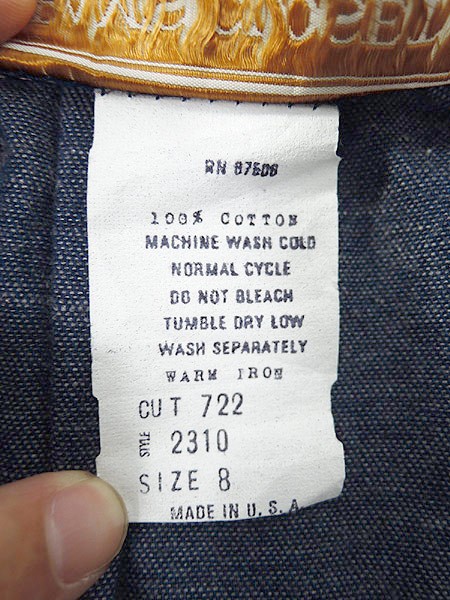 RN 87608
100% COTTON
MACHINE WASH COLD
NORMAL CYCLE
DO NOT BLEACH
TUMBLE DRY LOW
WASH SEPARATELY
WARM IRON
CUT 722
STYLE 2310
SIZE 8
MADE IN U.S.A.